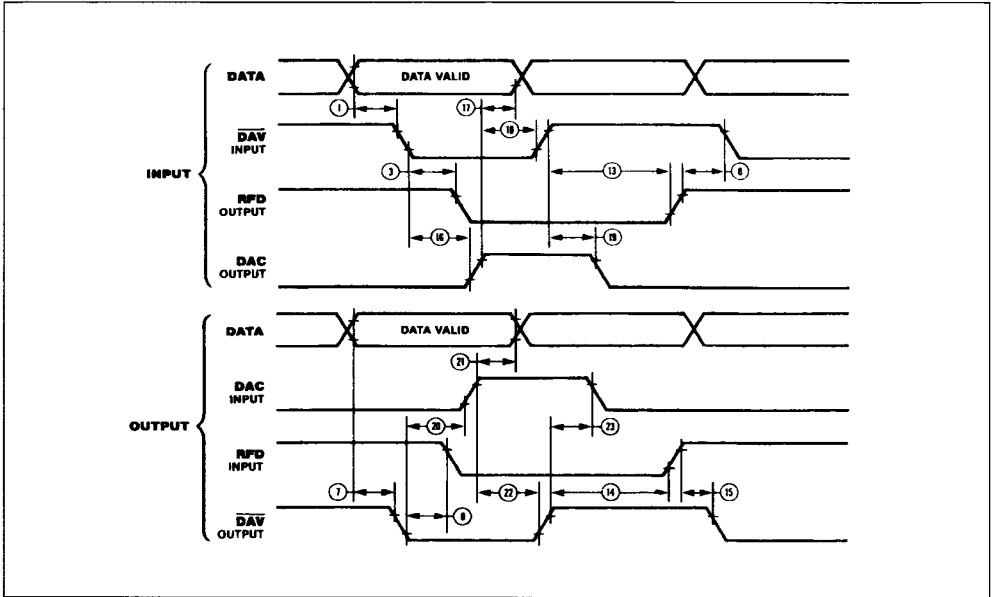 INPUT
DATA
DATA VALID
1
17
DAV
INPUT
18
RFD
OUTPUT
3
13
6
DAC
OUTPUT
16
19
OUTPUT
DATA
DATA VALID
21
DAC
INPUT
20
23
RFD
INPUT
7
22
14
15
DAV
OUTPUT
8